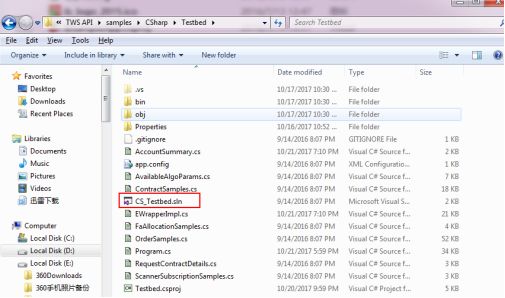 « TWS API ▸ samples ▸ CSharp ▸ Testbed ▸
Search Testbed
File Edit View Tools Help
Organize Include in library Share with New folder
Name Date modified Type Size
Favorites
Desktop
Downloads
Recent Places
Libraries
Documents
Music
Pictures
Videos
迅雷下载
Computer
Local Disk (C:)
Local Disk (D:)
Local Disk (E:)
360Downloads
360手机照片备份
.vs 10/17/2017 10:30 ... File folder
bin 10/17/2017 10:30 ... File folder
obj 10/17/2017 10:30 ... File folder
Properties 10/16/2017 10:52 ... File folder
.gitignore 9/14/2016 8:07 PM GITIGNORE File 1 KB
AccountSummary.cs 10/21/2017 7:10 PM Visual C# Source f... 2 KB
app.config 9/14/2016 8:07 PM XML Configuratio... 1 KB
AvailableAlgoParams.cs 9/14/2016 8:07 PM Visual C# Source f... KB
ContractSamples.cs 9/14/2016 8:07 PM Visual C# Source f... 18 KB
CS_Testbed.sln 9/14/2016 8:07 PM Microsoft Visual S... 2 KB
EWrapperImpl.cs 10/21/2017 7:10 PM Visual C# Source f... 21 KB
FaAllocationSamples.cs 9/14/2016 8:07 PM Visual C# Source f... 4 KB
OrderSamples.cs 9/14/2016 8:07 PM Visual C# Source f... 52 KB
Program.cs 10/21/2017 5:59 PM Visual C# Source f... 34 KB
RequestContractDetails.cs 9/14/2016 8:07 PM Visual C# Source f... 3 KB
ScannerSubscriptionSamples.cs 9/14/2016 8:07 PM Visual C# Source f... 3 KB
Testbed.csproj 10/20/2017 9:59 PM Visual C# Project f... 5 KB